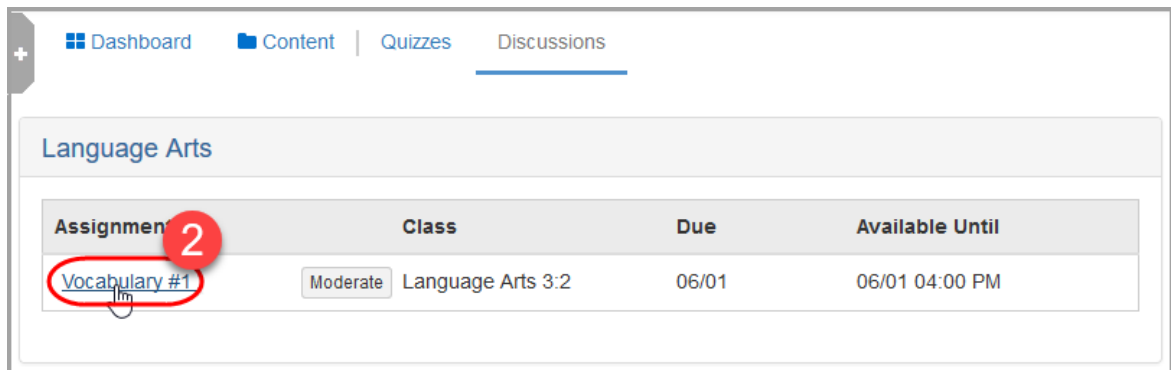 + Dashboard Content Quizzes Discussions
Language Arts
Assignment Class Due Available Until
2
Vocabulary #1 Moderate Language Arts 3:2 06/01 06/01 04:00 PM